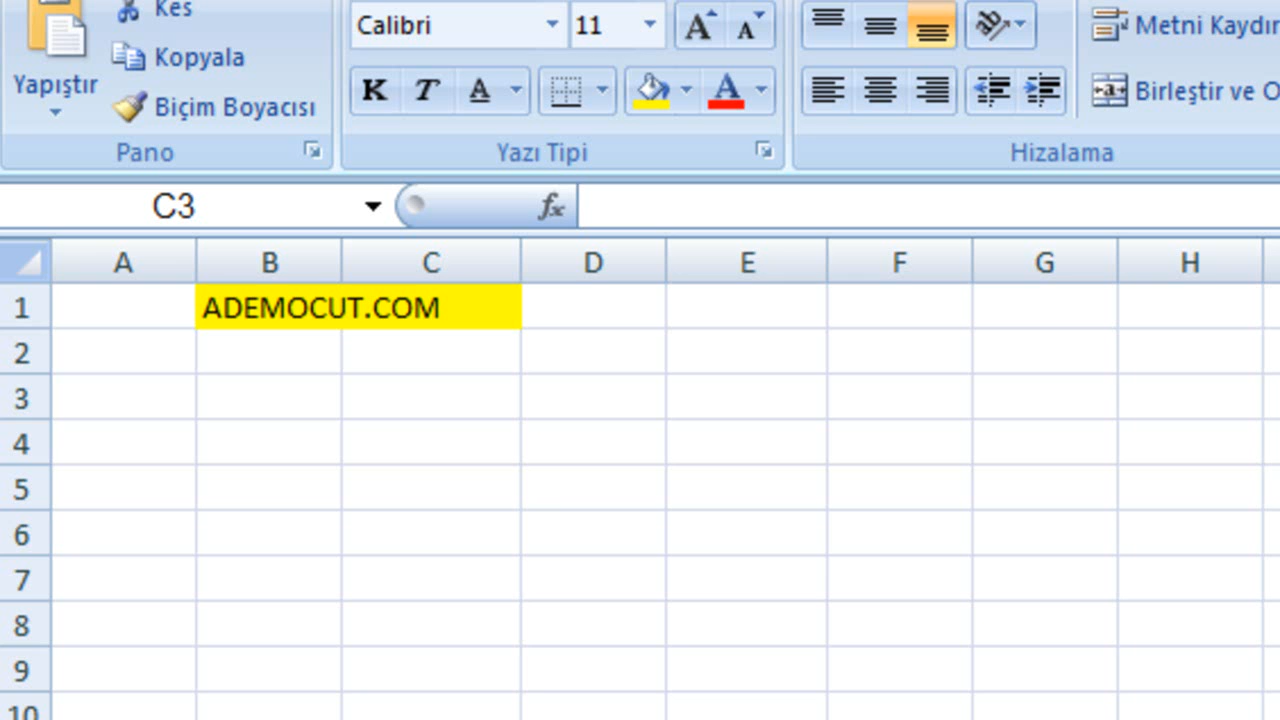 Kes
Kopyala
Yapıştır
Biçim Boyacısı
Pano
Calibri 11
K T A
Yazı Tipi
Metni Kaydır
Birleştir ve O
Hizalama
C3 fx
A B C D E F G H
1 ADEMOCUT.COM
2
3
4
5
6
7
8
9
10